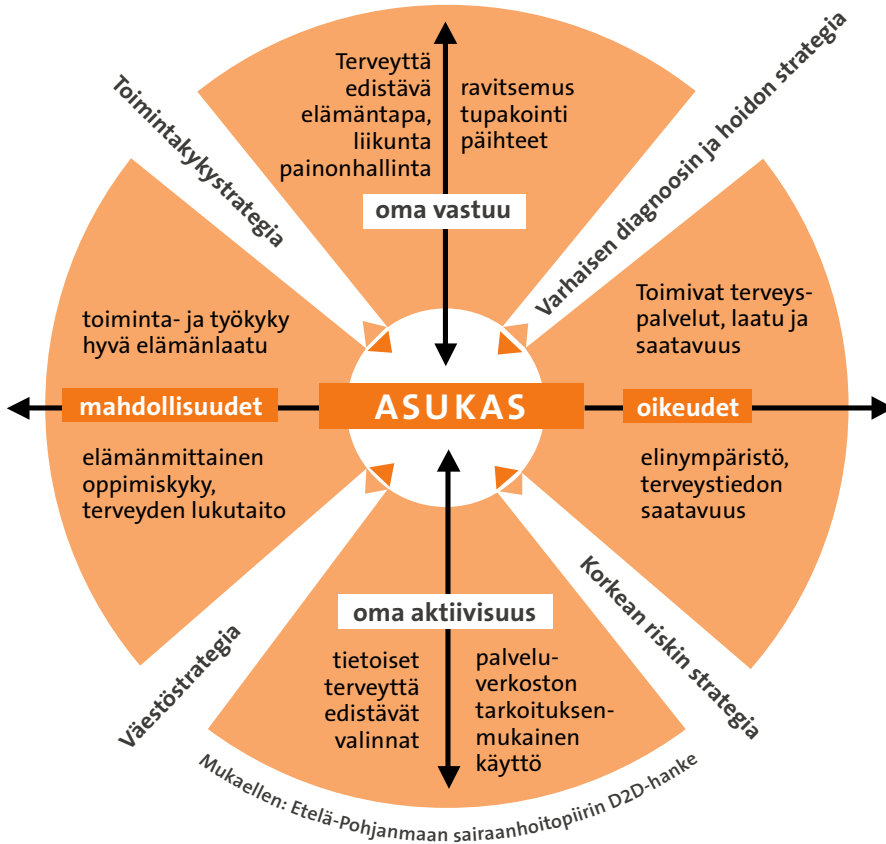 Terveyttä
edistävä
elämäntapa,
liikunta
painonhallinta
ravitsemus
tupakointi
päihteet
oma vastuu
Toimintakykystrategia
Varhaisen diagnoosin ja hoidon strategia
toiminta- ja työkyky
hyvä elämänlaatu
Toimivat terveys-
palvelut, laatu ja
saatavuus
mahdollisuudet
ASUKAS
oikeudet
elämänmittainen
oppimiskyky,
terveyden lukutaito
elinympäristö,
terveystiedon
saatavuus
oma aktiivisuus
tietoiset
terveyttä
edistävät
valinnat
palvelu-
verkoston
tarkoituksen-
mukainen
käyttö
Väestöstrategia
Korkean riskin strategia
Mukaellen: Etelä-Pohjanmaan sairaanhoitopiirin D2D-hanke